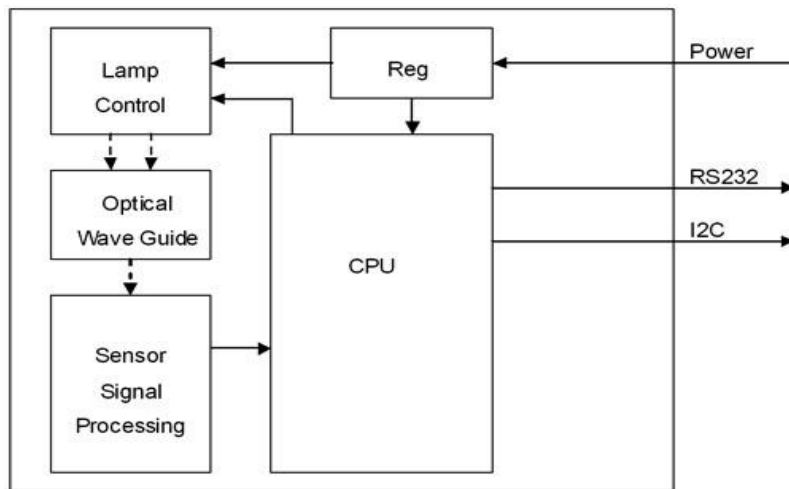 Lamp
Control
Reg
Power
Optical
Wave Guide
RS232
I2C
CPU
Sensor
Signal
Processing